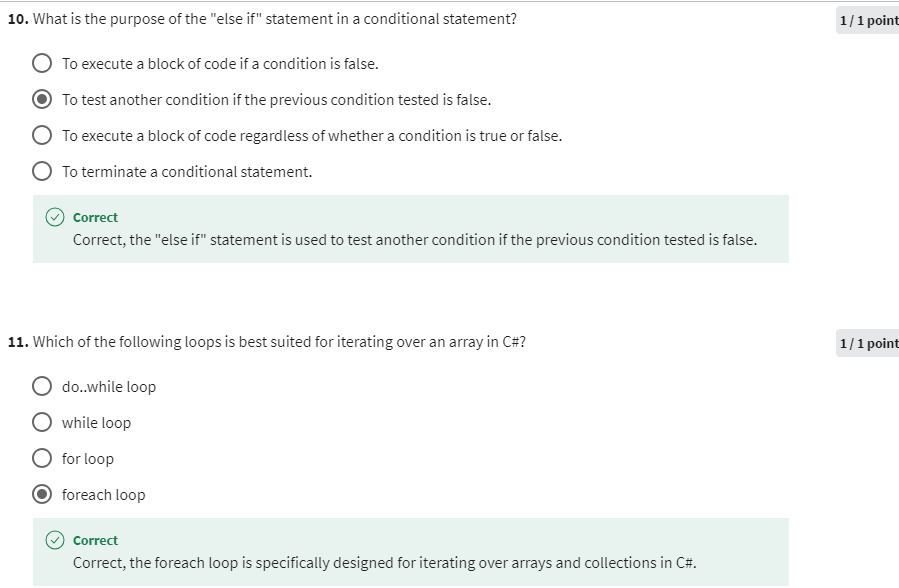 10. What is the purpose of the "else if" statement in a conditional statement?
1 / 1 point
To execute a block of code if a condition is false.
To test another condition if the previous condition tested is false.
To execute a block of code regardless of whether a condition is true or false.
To terminate a conditional statement.
Correct
Correct, the "else if" statement is used to test another condition if the previous condition tested is false.
11. Which of the following loops is best suited for iterating over an array in C#?
1 / 1 point
do..while loop
while loop
for loop
foreach loop
Correct
Correct, the foreach loop is specifically designed for iterating over arrays and collections in C#.